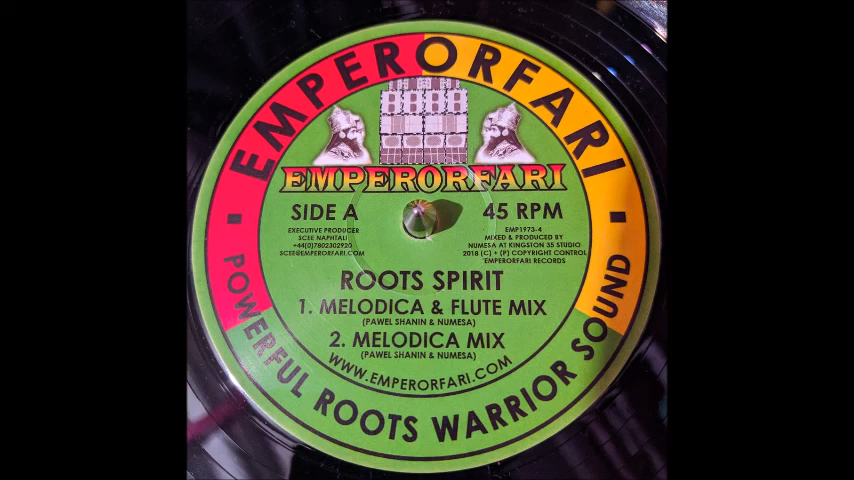 EMPERORFARI
EMPERORFARI
SIDE A
45 RPM
EXECUTIVE PRODUCER
SCEE NAPHTALI
+44(0)7802302920
SCEE@EMPERORFARI.COM
EMP1973-4
MIXED & PRODUCED BY
NUMESA AT KINGSTON 35 STUDIO
2018 (C) + (P) COPYRIGHT CONTROL
EMPERORFARI RECORDS
ROOTS SPIRIT
1. MELODICA & FLUTE MIX
(PAWEL SHANIN & NUMESA)
2. MELODICA MIX
(PAWEL SHANIN & NUMESA)
WWW.EMPERORFARI.COM
POWERFUL ROOTS WARRIOR SOUND